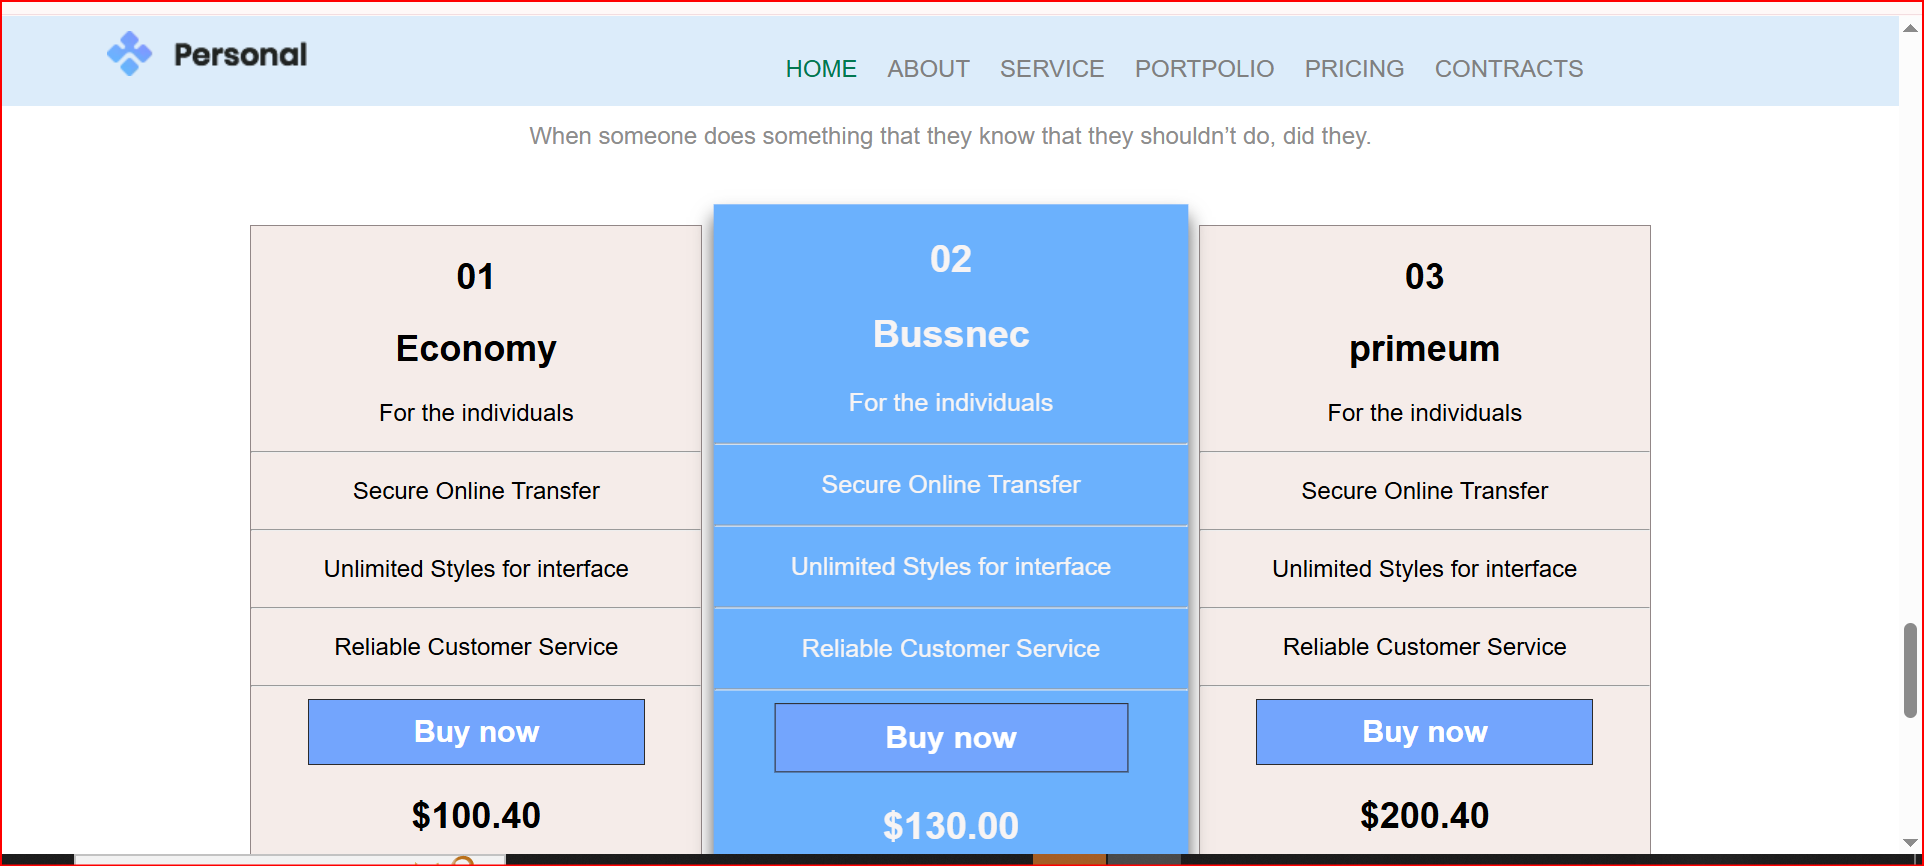 Personal
HOME ABOUT SERVICE PORTPOLIO PRICING CONTRACTS
When someone does something that they know that they shouldn’t do, did they.
01
Economy
For the individuals
Secure Online Transfer
Unlimited Styles for interface
Reliable Customer Service
Buy now
$100.40
02
Bussnec
For the individuals
Secure Online Transfer
Unlimited Styles for interface
Reliable Customer Service
Buy now
$130.00
03
primeum
For the individuals
Secure Online Transfer
Unlimited Styles for interface
Reliable Customer Service
Buy now
$200.40